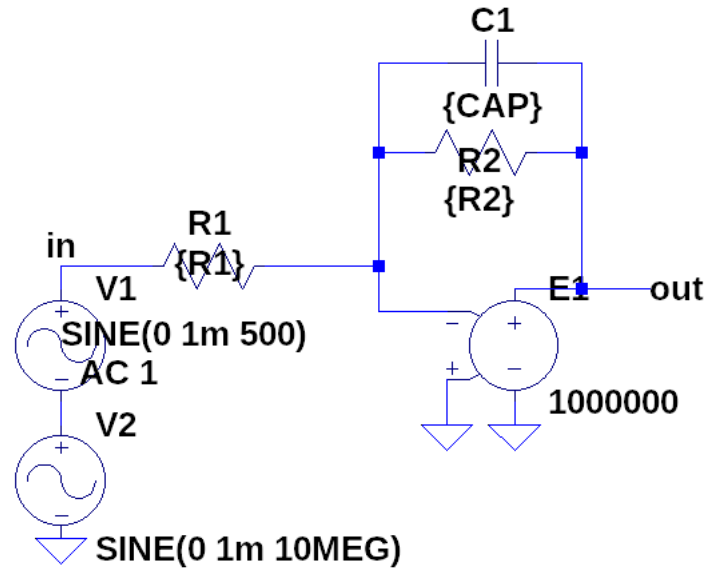 C1
{CAP}
R2
{R2}
R1
{R1}
in
V1
SINE(0 1m 500)
AC 1
V2
SINE(0 1m 10MEG)
E1
out
1000000